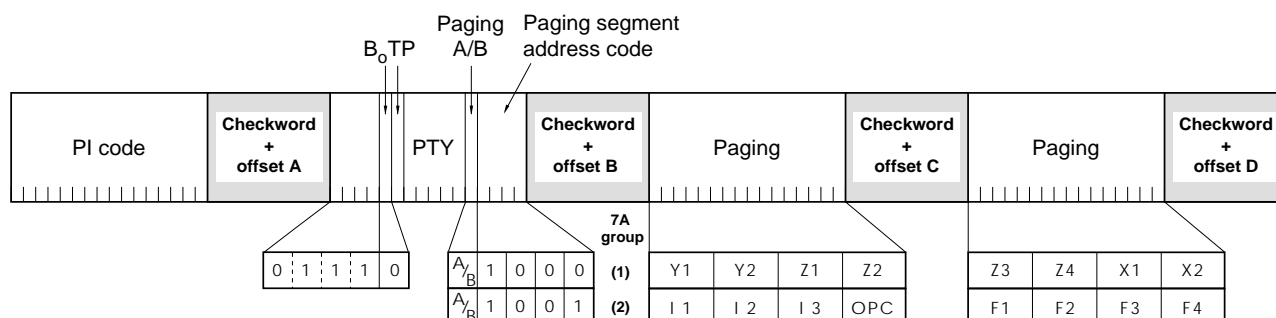 Paging Paging segment
BoTP A/B address code
PI code Checkword + offset A PTY Checkword + offset B Paging Checkword + offset C Paging Checkword + offset D
7A group
0 1 1 1 0 A/B 1 0 0 0 (1) Y1 Y2 Z1 Z2 Z3 Z4 X1 X2
A/B 1 0 0 1 (2) I1 I2 I3 OPC F1 F2 F3 F4